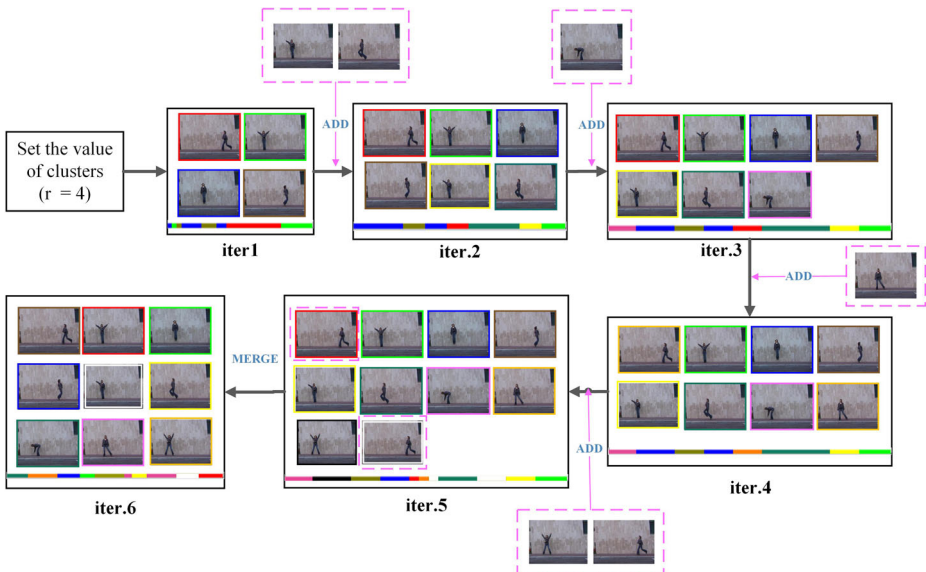 Set the value
of clusters
(r = 4)
iter1
ADD
iter.2
ADD
iter.3
ADD
iter.4
ADD
iter.5
MERGE
iter.6